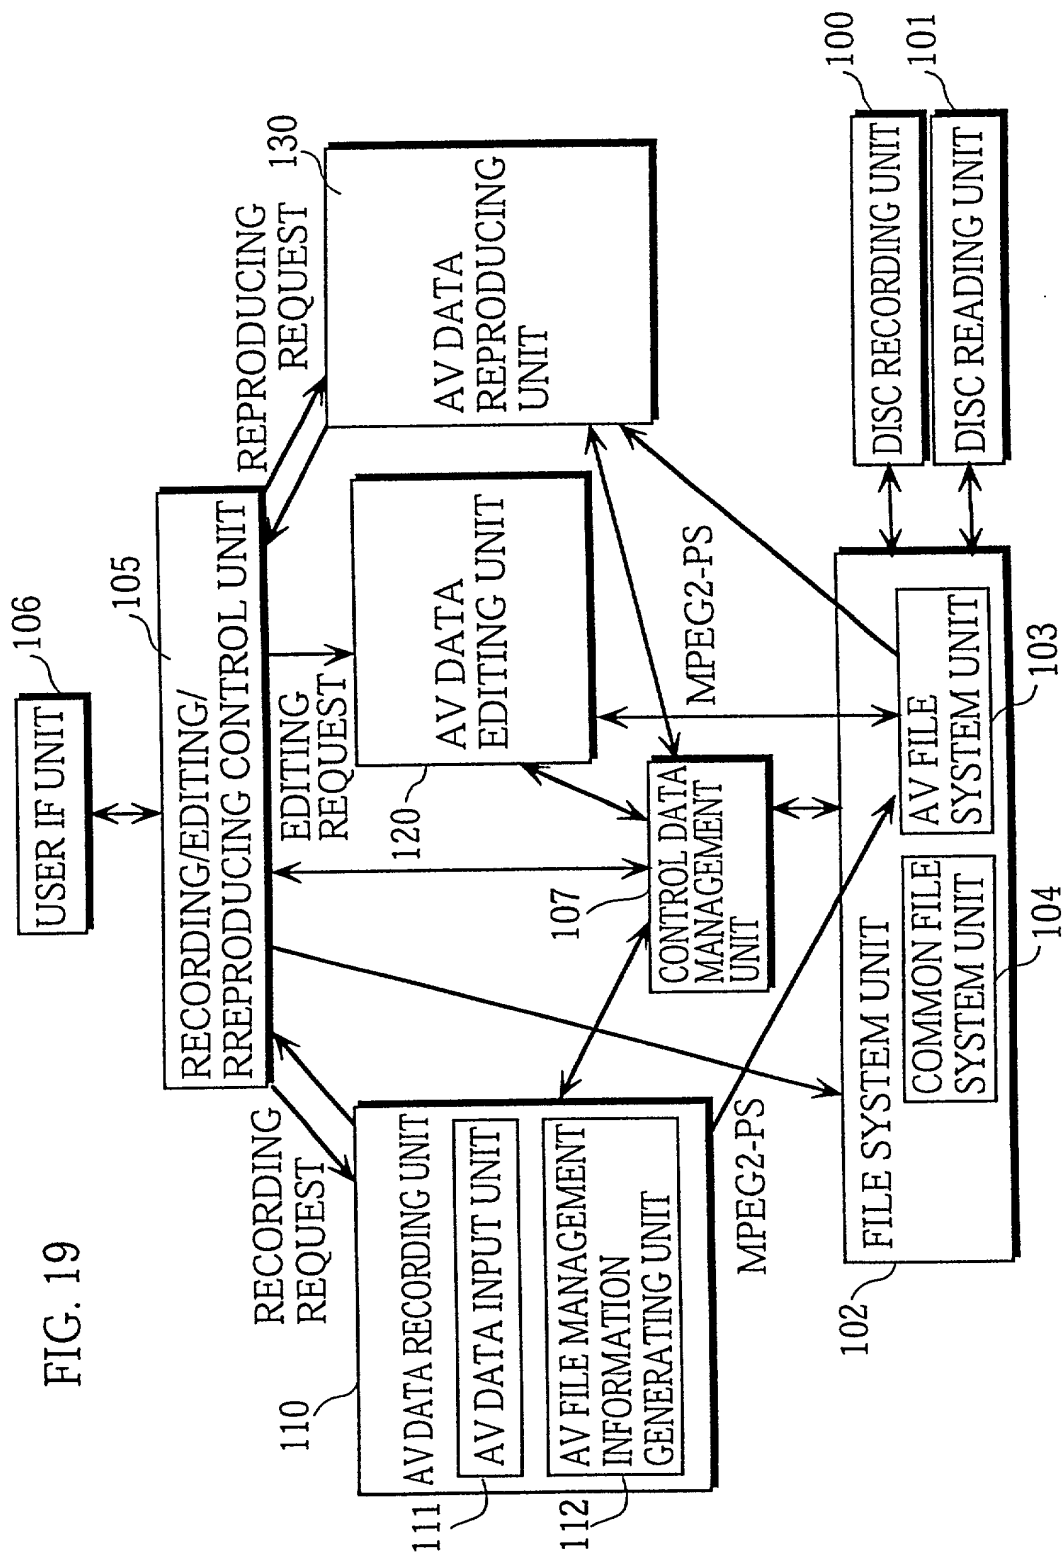 FIG. 19
USER IF UNIT
106
RECORDING/EDITING/
RREPRODUCING CONTROL UNIT
105
RECORDING
REQUEST
EDITING
REQUEST
REPRODUCING
REQUEST
110
AV DATA RECORDING UNIT
111
AV DATA INPUT UNIT
112
AV FILE MANAGEMENT
INFORMATION
GENERATING UNIT
120
AV DATA
EDITING UNIT
130
AV DATA
REPRODUCING
UNIT
107
CONTROL DATA
MANAGEMENT
UNIT
MPEG2-PS
MPEG2-PS
102
FILE SYSTEM UNIT
COMMON FILE
SYSTEM UNIT
104
AV FILE
SYSTEM UNIT
103
DISC RECORDING UNIT
100
DISC READING UNIT
101